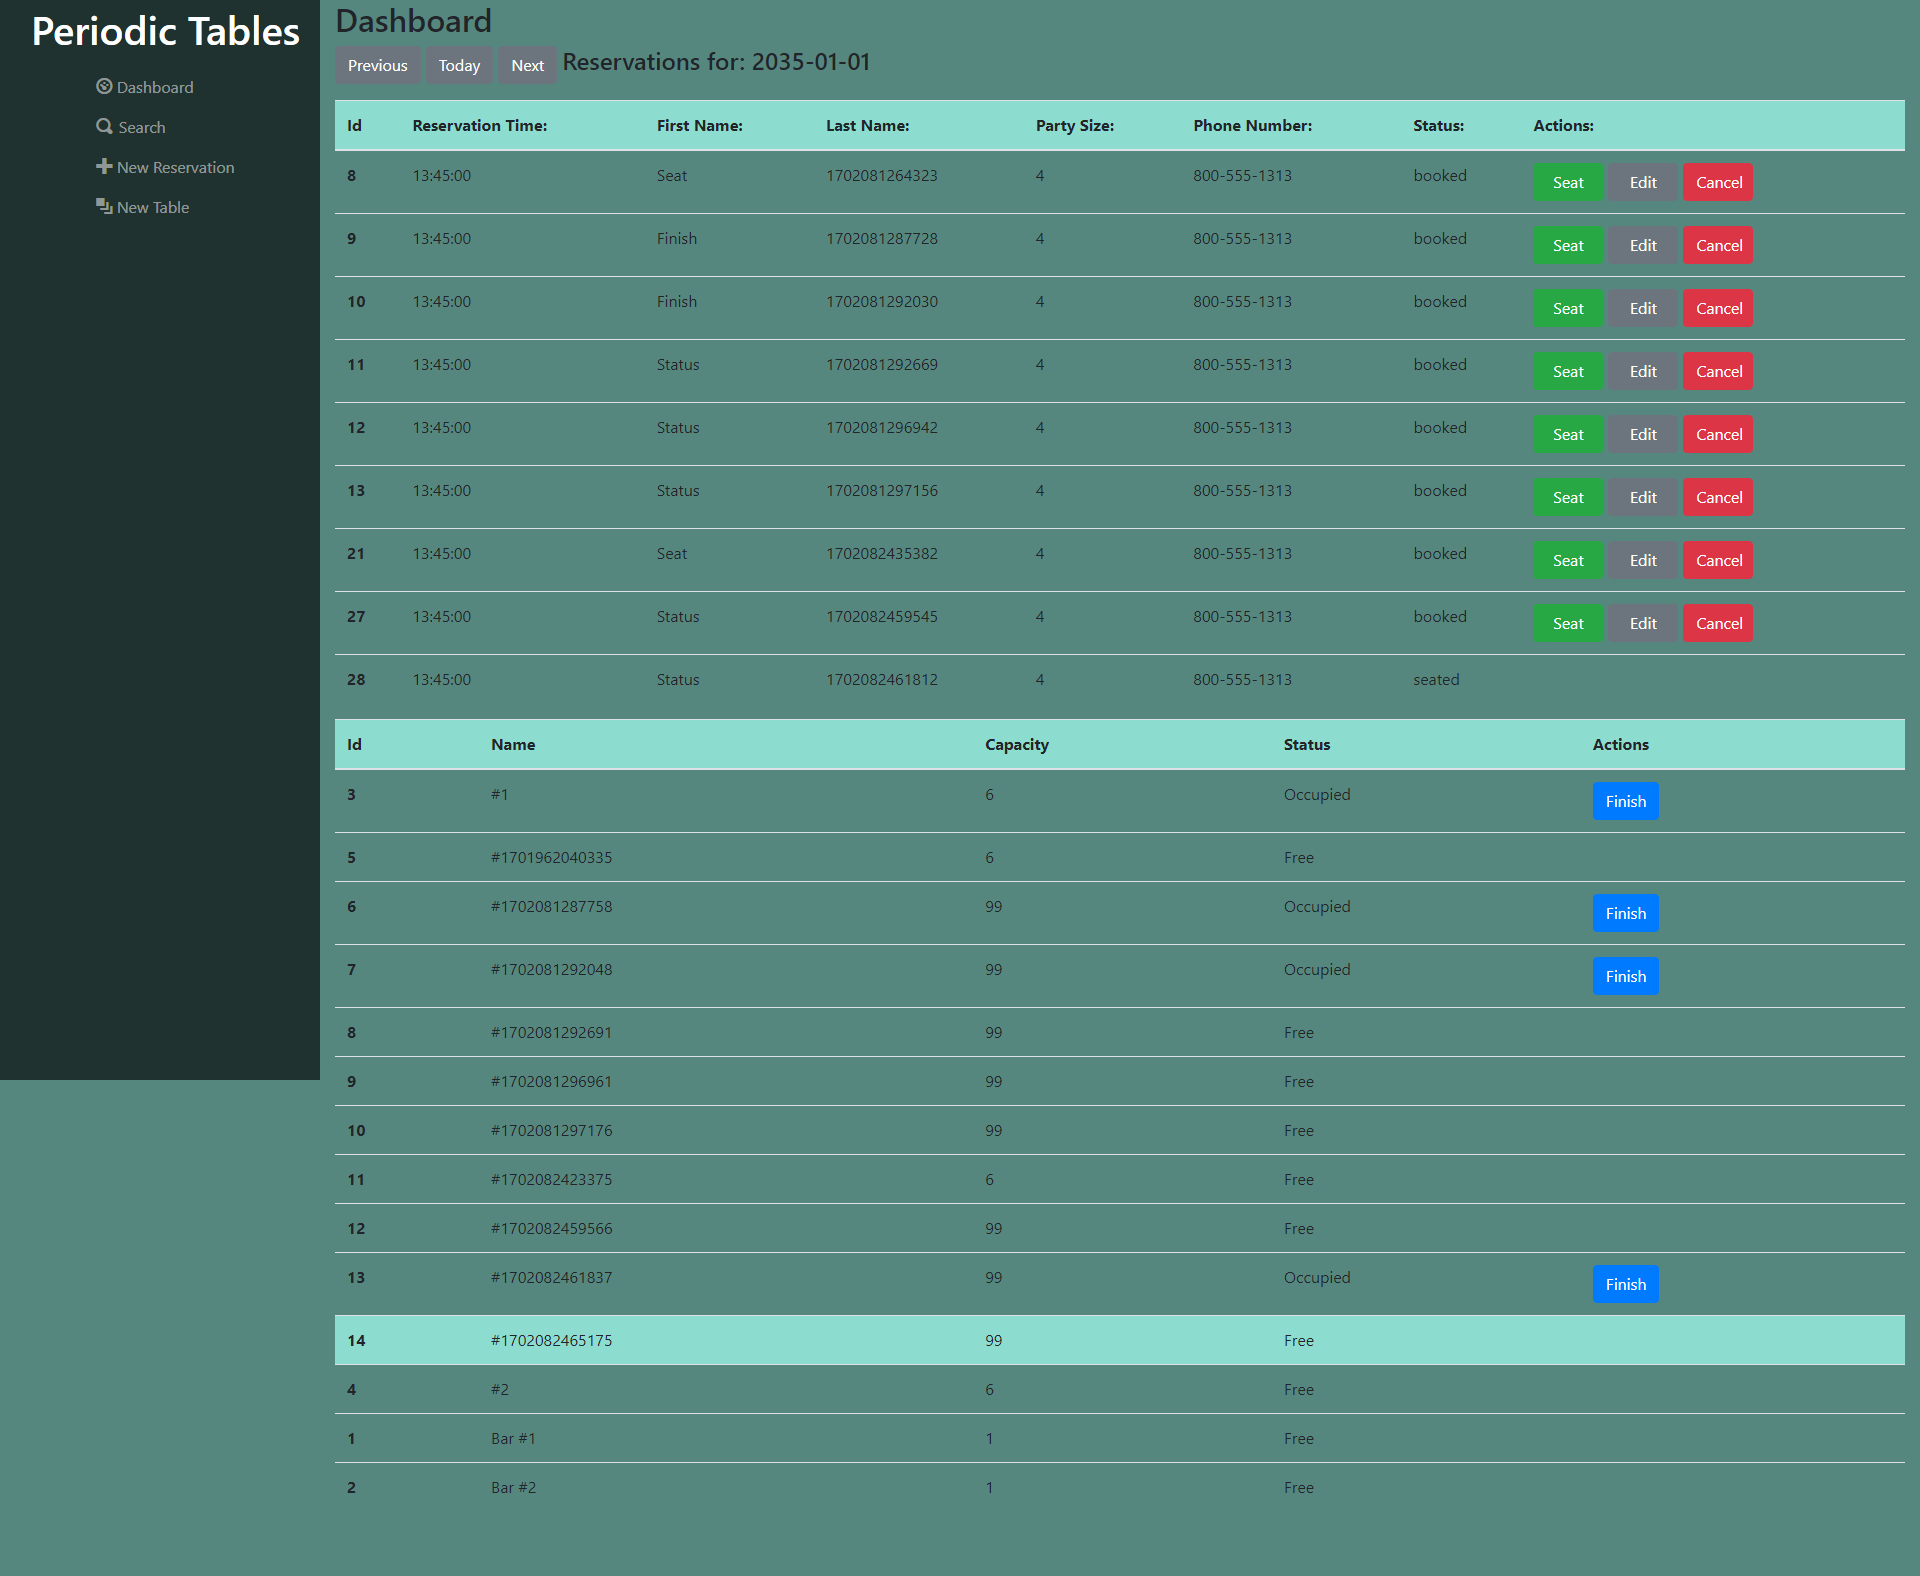 Periodic Tables
Dashboard
Search
New Reservation
New Table
Dashboard
Previous Today Next Reservations for: 2035-01-01
Id Reservation Time: First Name: Last Name: Party Size: Phone Number: Status: Actions:
8 13:45:00 Seat 1702081264323 4 800-555-1313 booked Seat Edit Cancel
9 13:45:00 Finish 1702081287728 4 800-555-1313 booked Seat Edit Cancel
10 13:45:00 Finish 1702081292030 4 800-555-1313 booked Seat Edit Cancel
11 13:45:00 Status 1702081292669 4 800-555-1313 booked Seat Edit Cancel
12 13:45:00 Status 1702081296942 4 800-555-1313 booked Seat Edit Cancel
13 13:45:00 Status 1702081297156 4 800-555-1313 booked Seat Edit Cancel
21 13:45:00 Seat 1702082435382 4 800-555-1313 booked Seat Edit Cancel
27 13:45:00 Status 1702082459545 4 800-555-1313 booked Seat Edit Cancel
28 13:45:00 Status 1702082461812 4 800-555-1313 seated
Id Name Capacity Status Actions
3 #1 6 Occupied Finish
5 #1701962040335 6 Free
6 #1702081287758 99 Occupied Finish
7 #1702081292048 99 Occupied Finish
8 #1702081292691 99 Free
9 #1702081296961 99 Free
10 #1702081297176 99 Free
11 #1702082423375 6 Free
12 #1702082459566 99 Free
13 #1702082461837 99 Occupied Finish
14 #1702082465175 99 Free
4 #2 6 Free
1 Bar #1 1 Free
2 Bar #2 1 Free